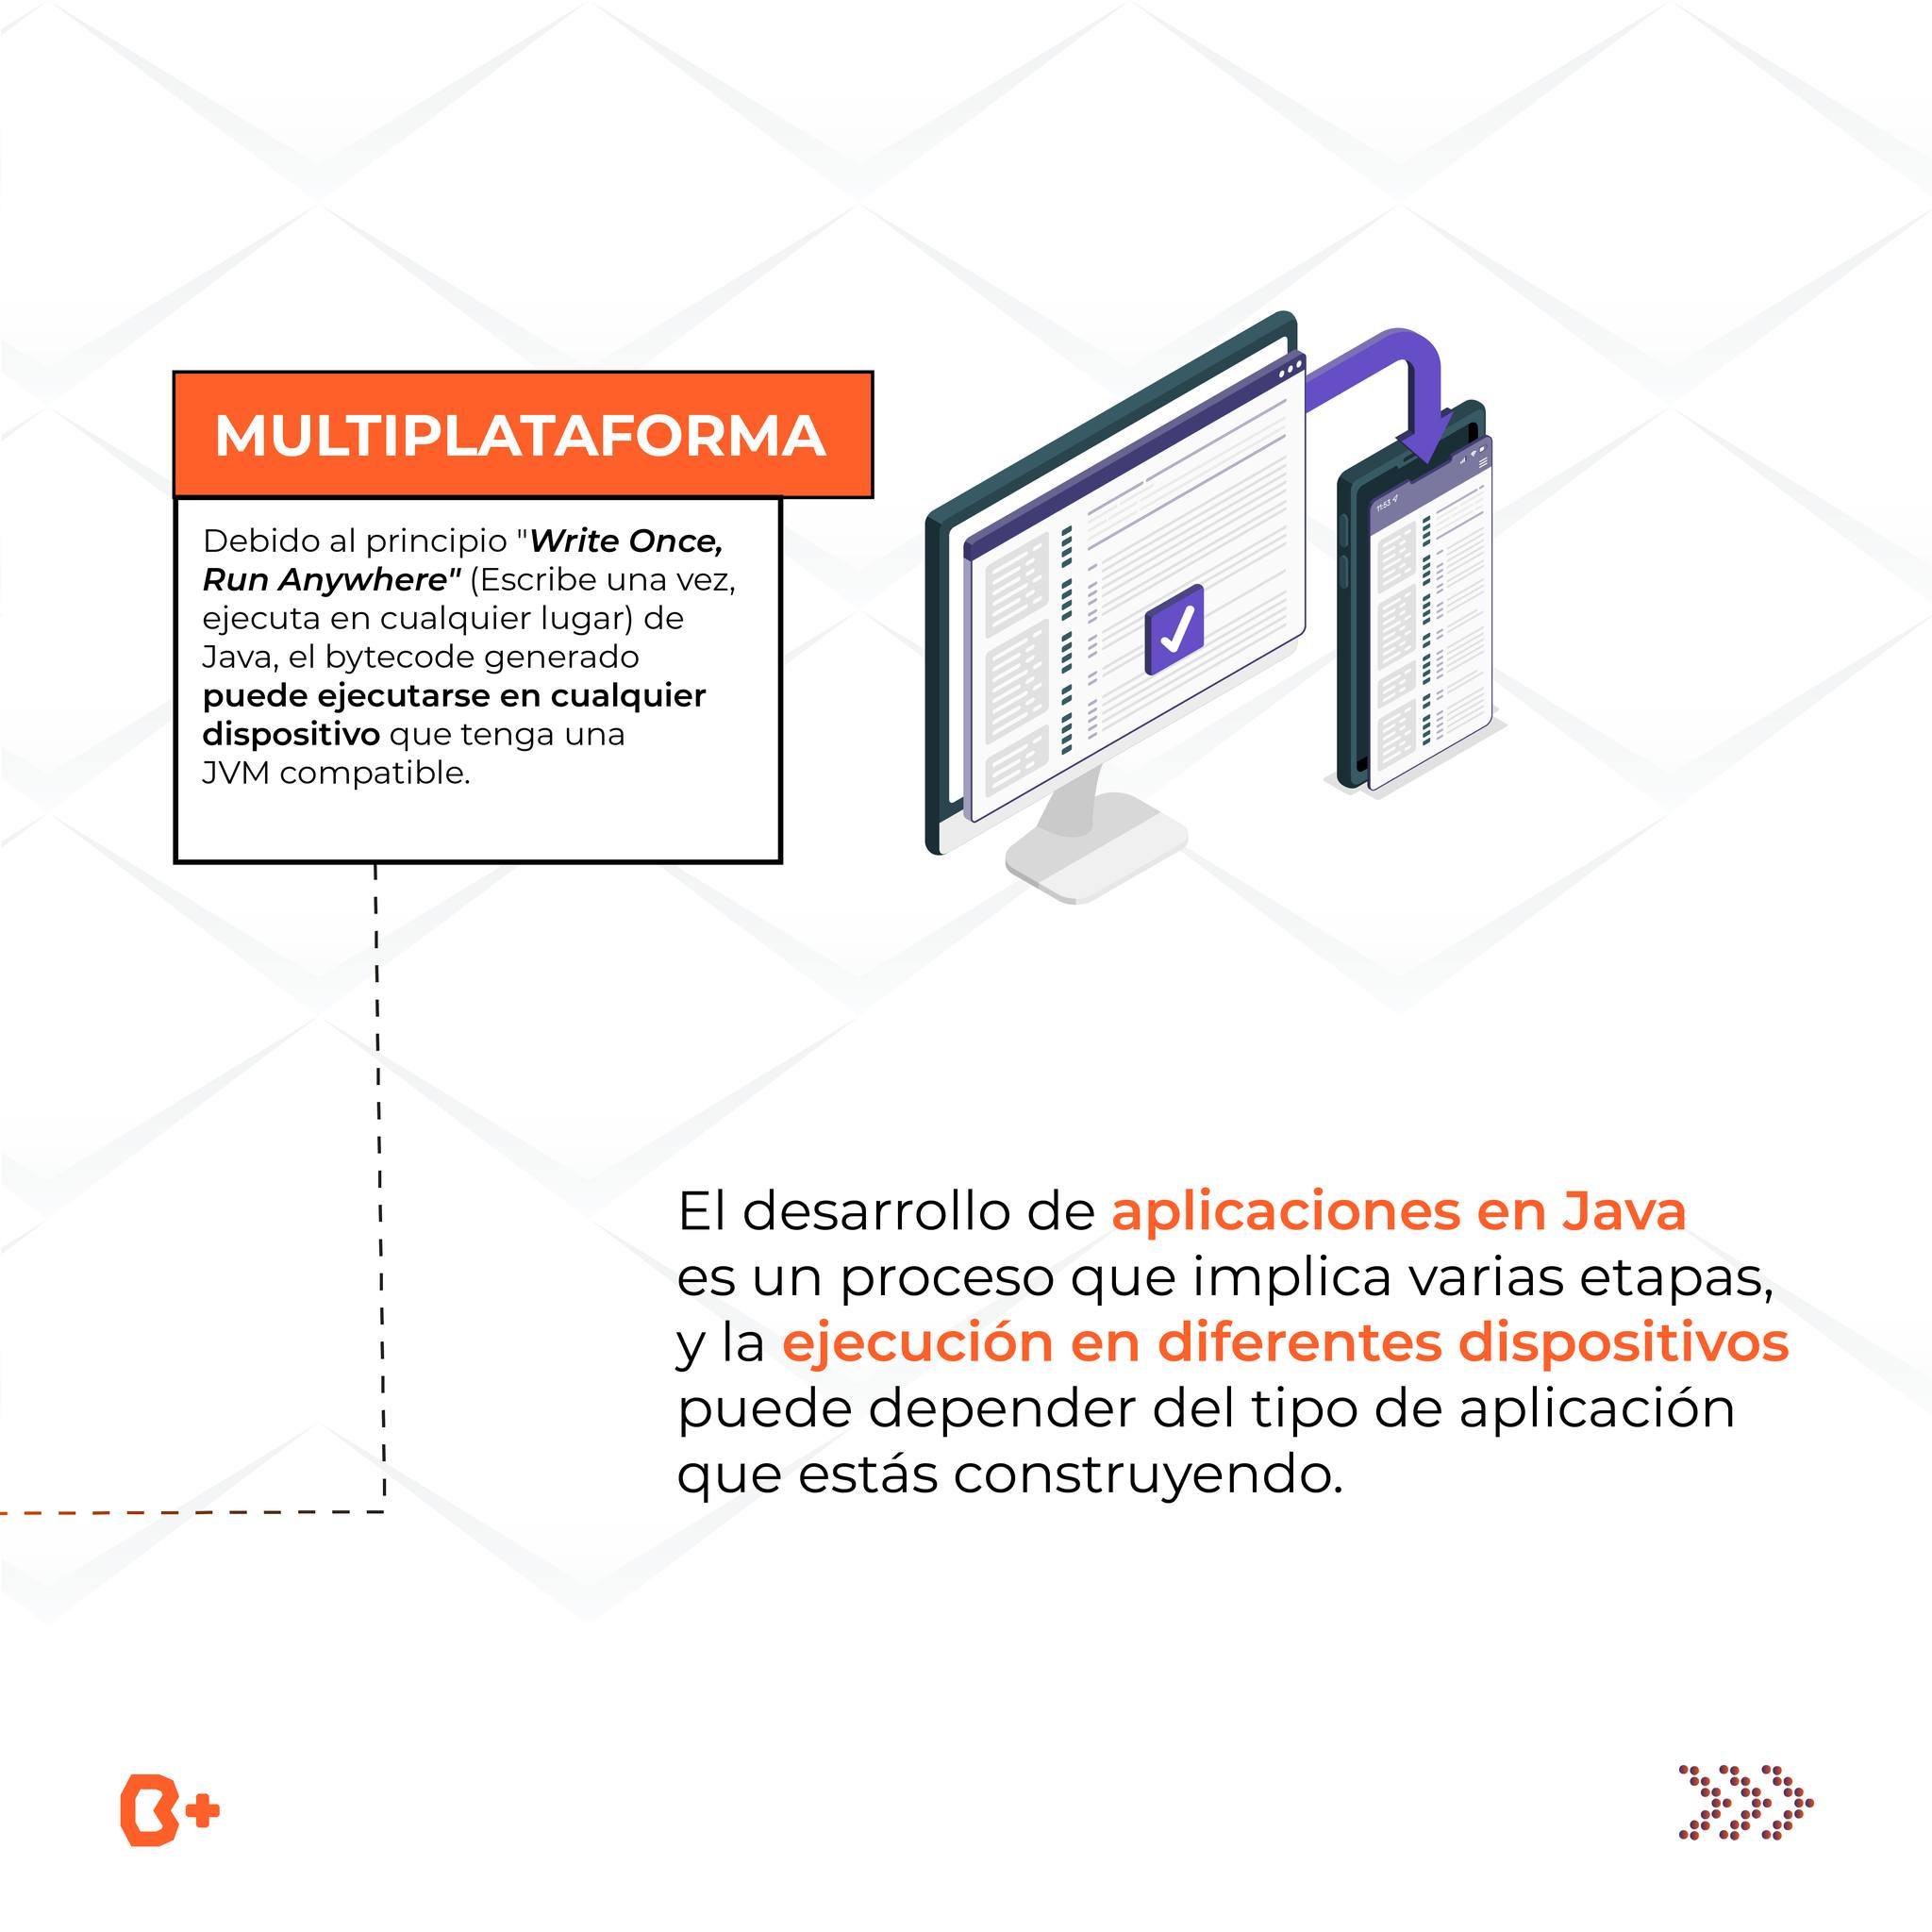 MULTIPLATAFORMA
Debido al principio "Write Once,
Run Anywhere" (Escribe una vez,
ejecuta en cualquier lugar) de
Java, el bytecode generado
puede ejecutarse en cualquier
dispositivo que tenga una
JVM compatible.
11:53
El desarrollo de aplicaciones en Java
es un proceso que implica varias etapas,
y la ejecución en diferentes dispositivos
puede depender del tipo de aplicación
que estás construyendo.
B+